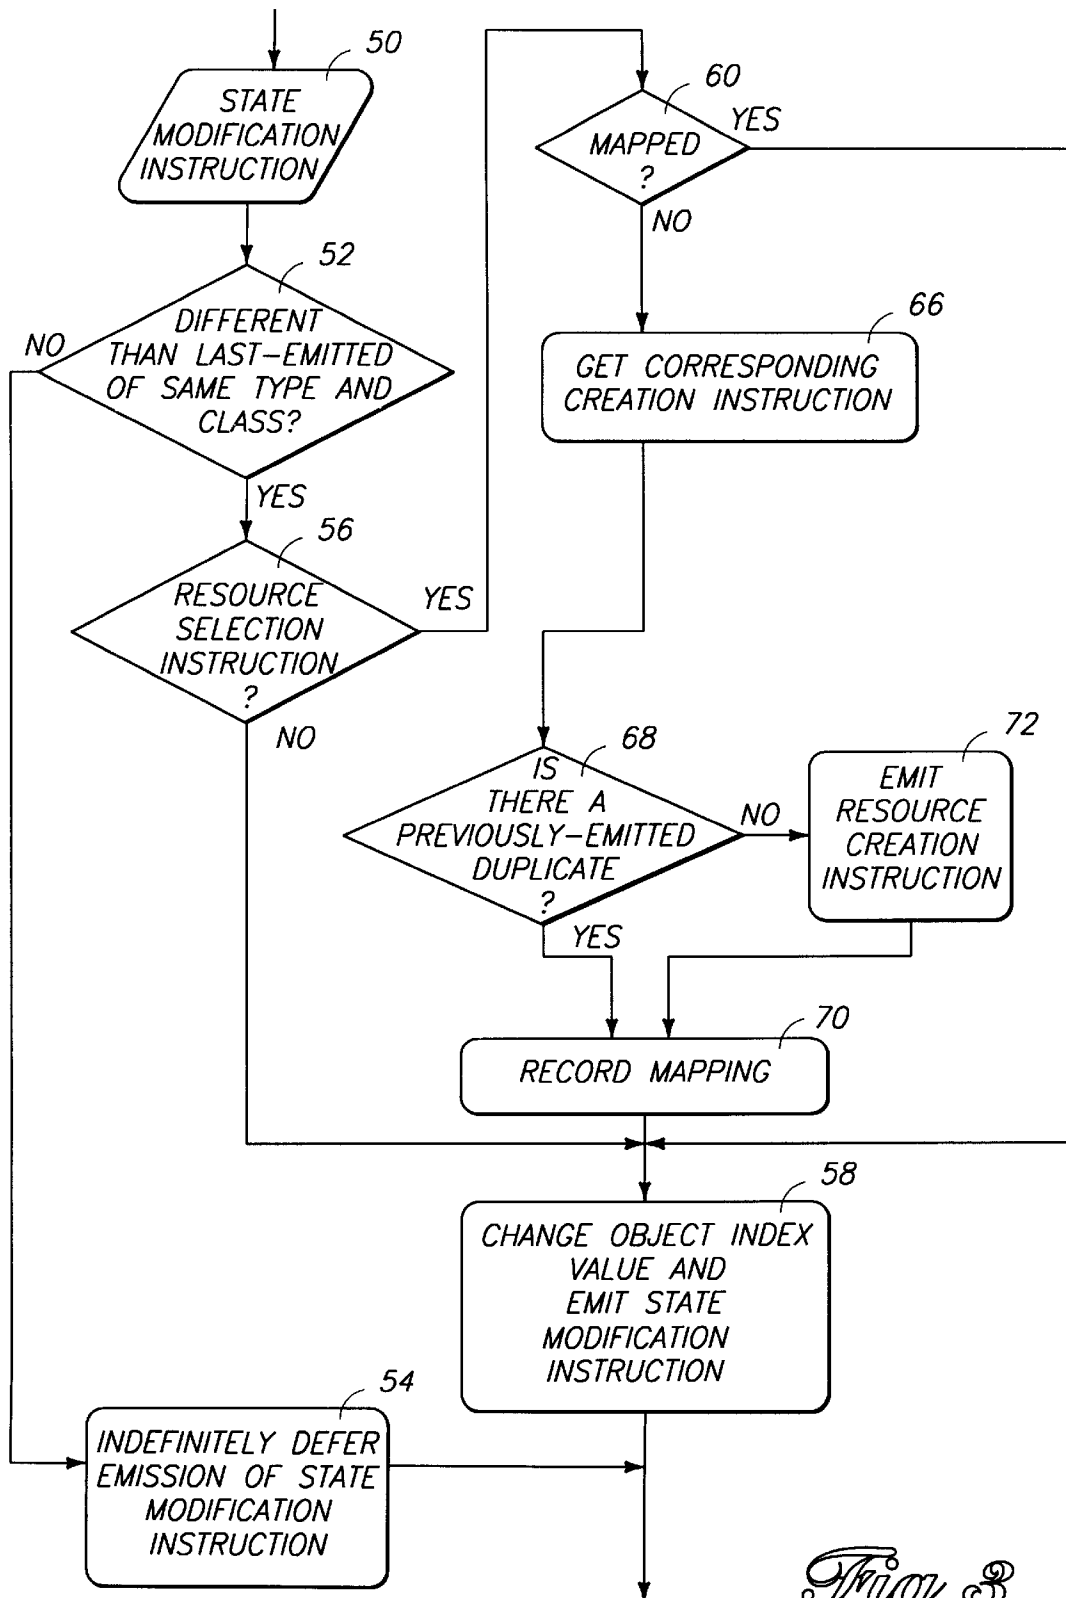 50
STATE
MODIFICATION
INSTRUCTION
52
DIFFERENT
THAN LAST-EMITTED
OF SAME TYPE AND
CLASS?
NO
YES
56
RESOURCE
SELECTION
INSTRUCTION
?
YES
NO
60
MAPPED
?
YES
NO
66
GET CORRESPONDING
CREATION INSTRUCTION
68
IS
THERE A
PREVIOUSLY-EMITTED
DUPLICATE
?
NO
YES
72
EMIT
RESOURCE
CREATION
INSTRUCTION
70
RECORD MAPPING
58
CHANGE OBJECT INDEX
VALUE AND
EMIT STATE
MODIFICATION
INSTRUCTION
54
INDEFINITELY DEFER
EMISSION OF STATE
MODIFICATION
INSTRUCTION
Fig 3